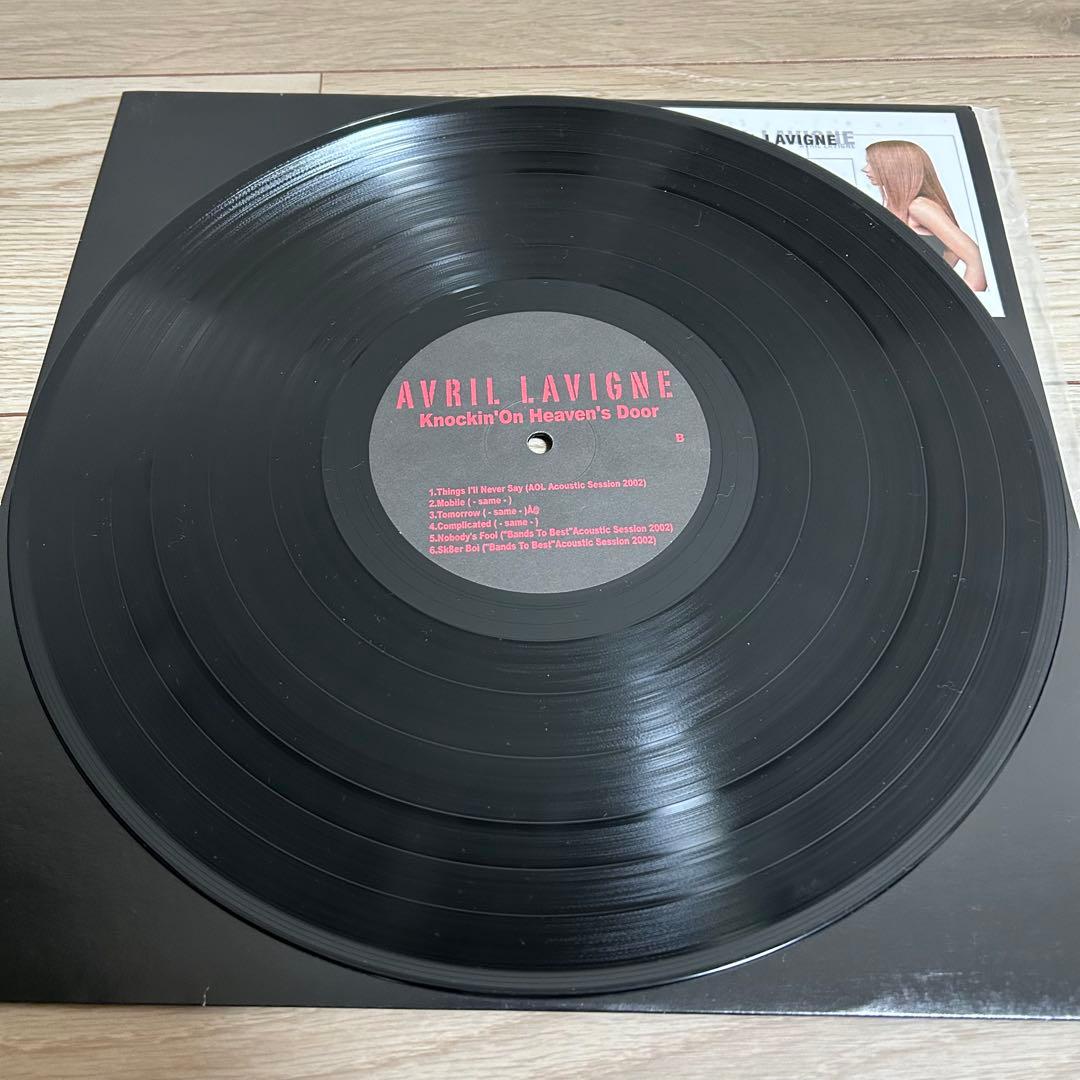 LAVIGNE
AVRIL LAVIGNE
Knockin'On Heaven's Door
B
1.Things I'll Never Say (AOL Acoustic Session 2002)
2.Mobile ( - same - )
3.Tomorrow ( - same - )Å@
4.Complicated ( - same - )
5.Nobody's Fool ("Bands To Best"Acoustic Session 2002)
6.Sk8er Boi ("Bands To Best"Acoustic Session 2002)